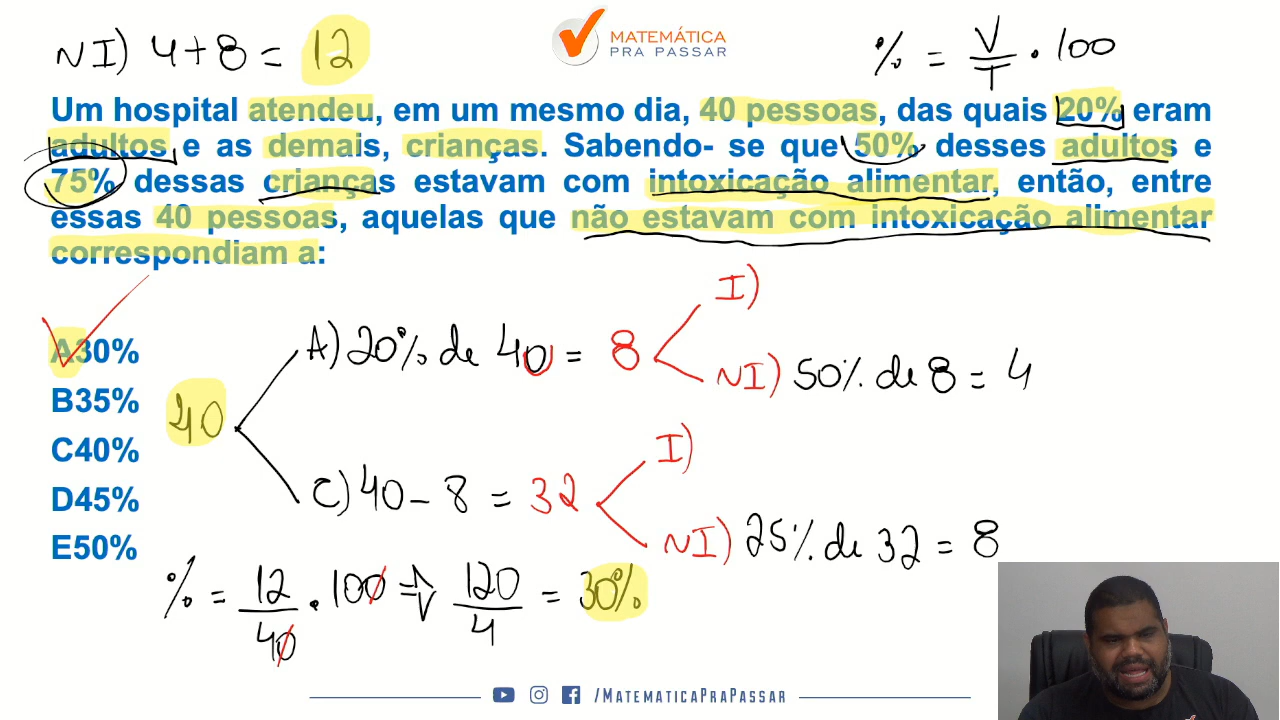 NI) 4+8 = 12
MATEMÁTICA
PRA PASSAR
% = V/T . 100
Um hospital atendeu, em um mesmo dia, 40 pessoas, das quais 20% eram
adultos e as demais, crianças. Sabendo- se que 50% desses adultos e
75% dessas crianças estavam com intoxicação alimentar, então, entre
essas 40 pessoas, aquelas que não estavam com intoxicação alimentar
correspondiam a:
A30%
B35%
C40%
D45%
E50%
40
A) 20% de 40 = 8
I)
NI) 50% de 8 = 4
C) 40 - 8 = 32
I)
NI) 25% de 32 = 8
% = 12/40 . 100 => 120/4 = 30%
/MATEMATICAPRAPASSAR